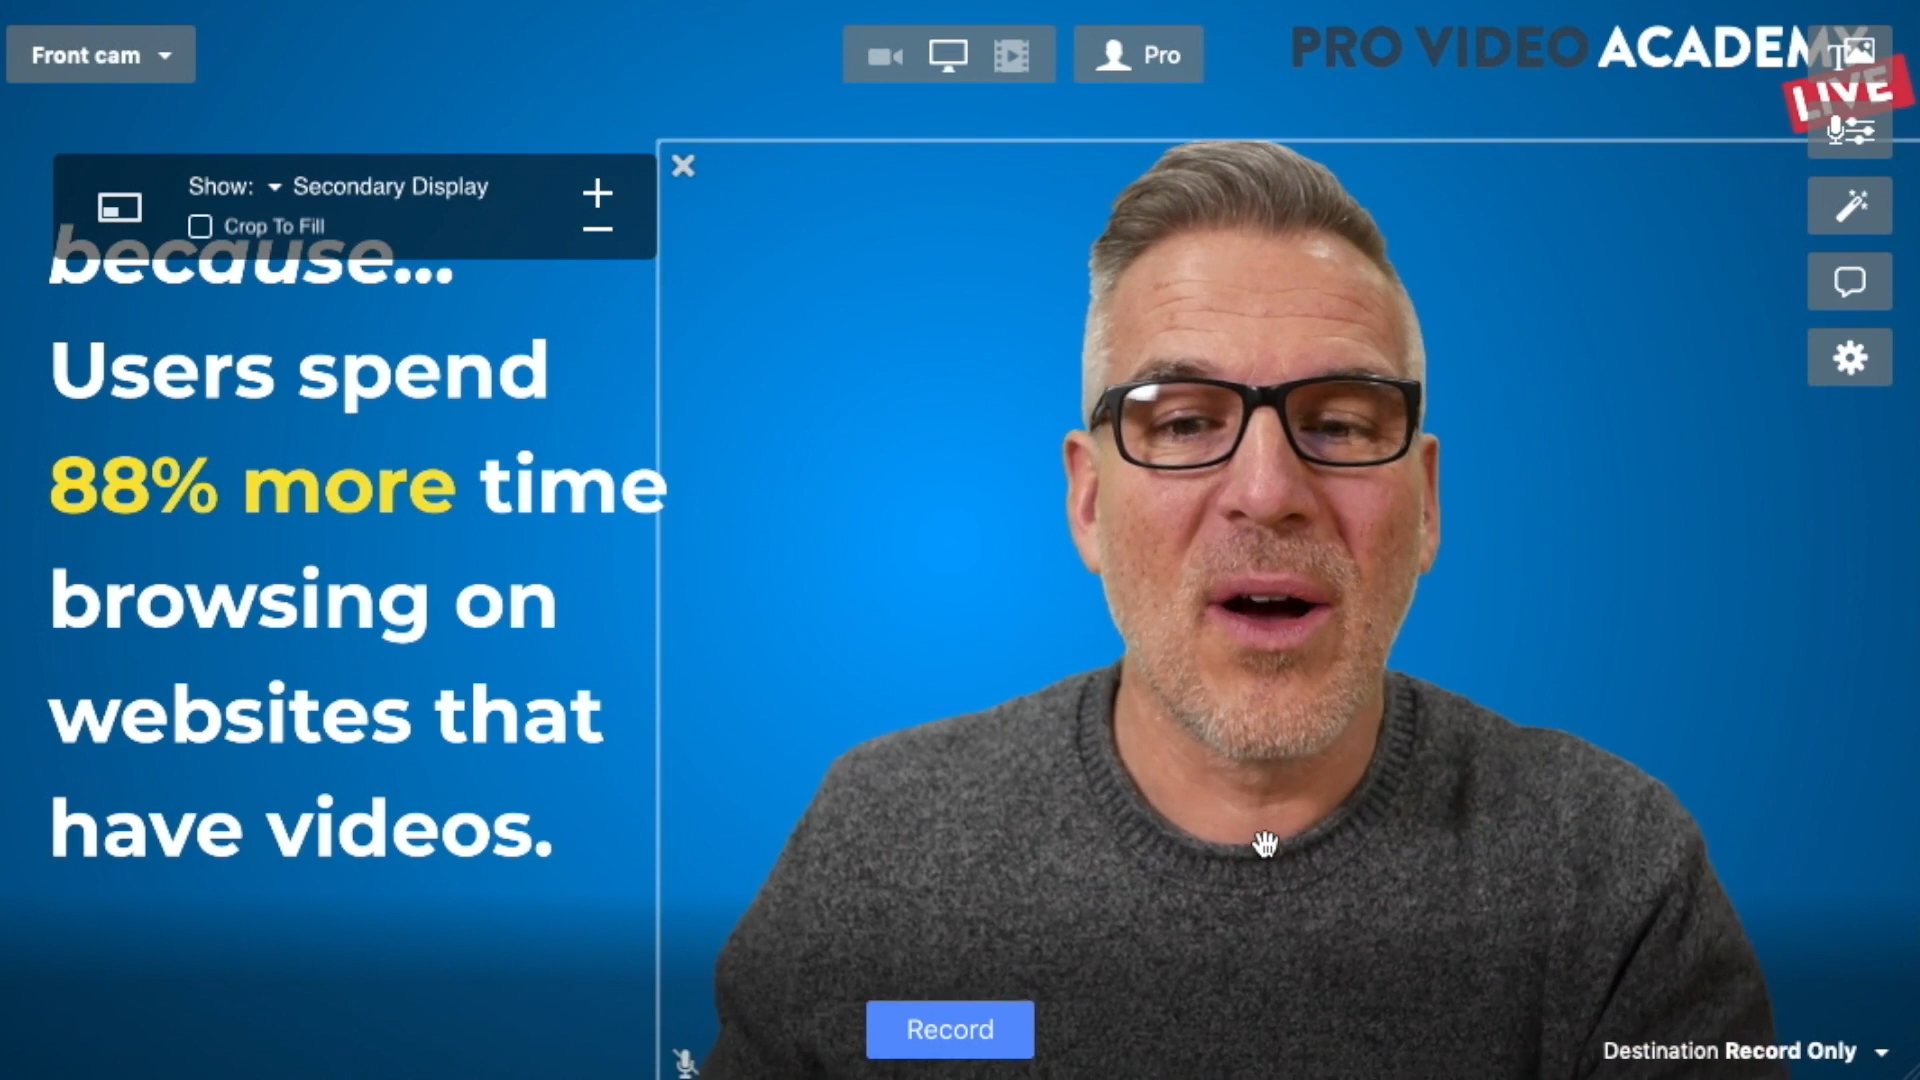 Front cam
Pro
PRO VIDEO ACADEMY
LIVE
Show: Secondary Display
Crop To Fill
because...
Users spend
88% more time
browsing on
websites that
have videos.
Record
Destination Record Only